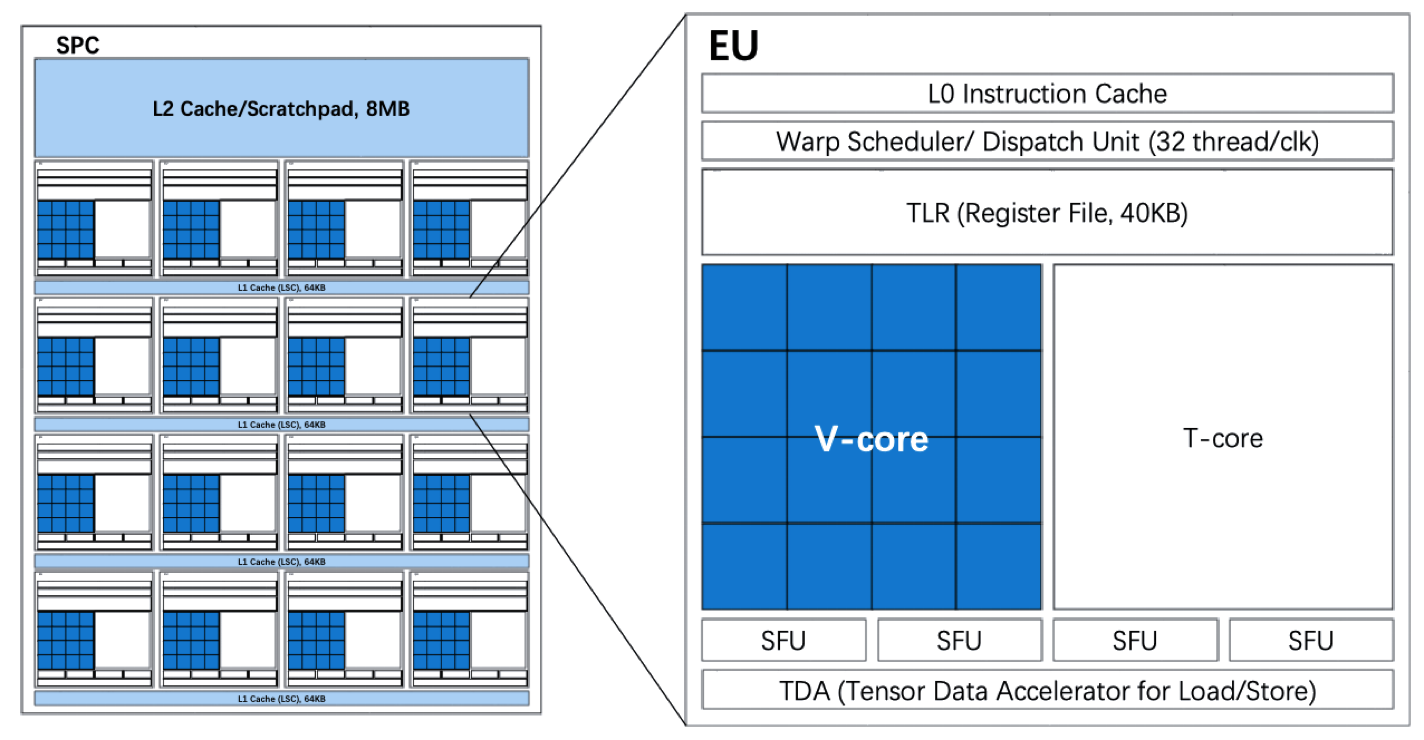 SPC
L2 Cache/Scratchpad, 8MB
L1 Cache (LSC), 64KB
L1 Cache (LSC), 64KB
L1 Cache (LSC), 64KB
L1 Cache (LSC), 64KB
EU
L0 Instruction Cache
Warp Scheduler/ Dispatch Unit (32 thread/clk)
TLR (Register File, 40KB)
V-core
T-core
SFU SFU SFU SFU
TDA (Tensor Data Accelerator for Load/Store)